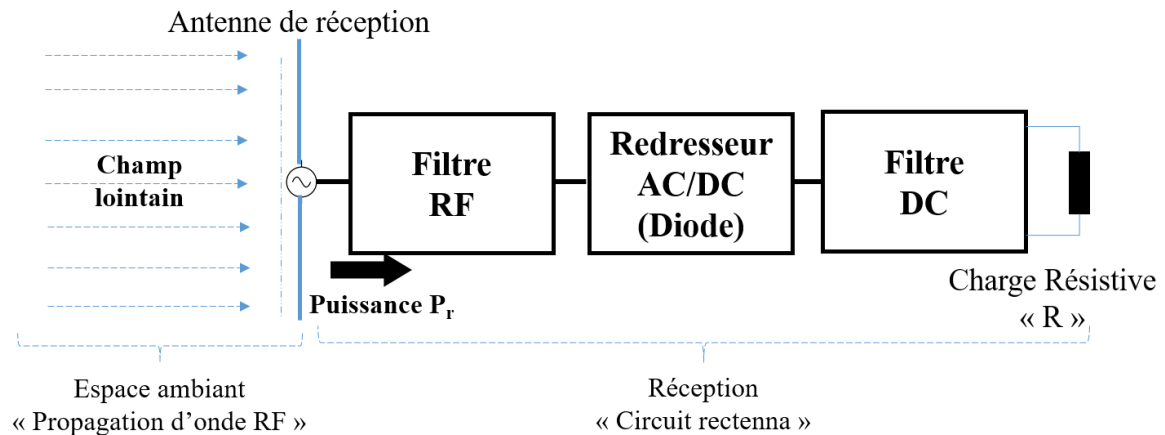 Antenne de réception
Champ
lointain
Filtre
RF
Redresseur
AC/DC
(Diode)
Filtre
DC
Puissance Pr
Charge Résistive
« R »
Espace ambiant
« Propagation d’onde RF »
Réception
« Circuit rectenna »